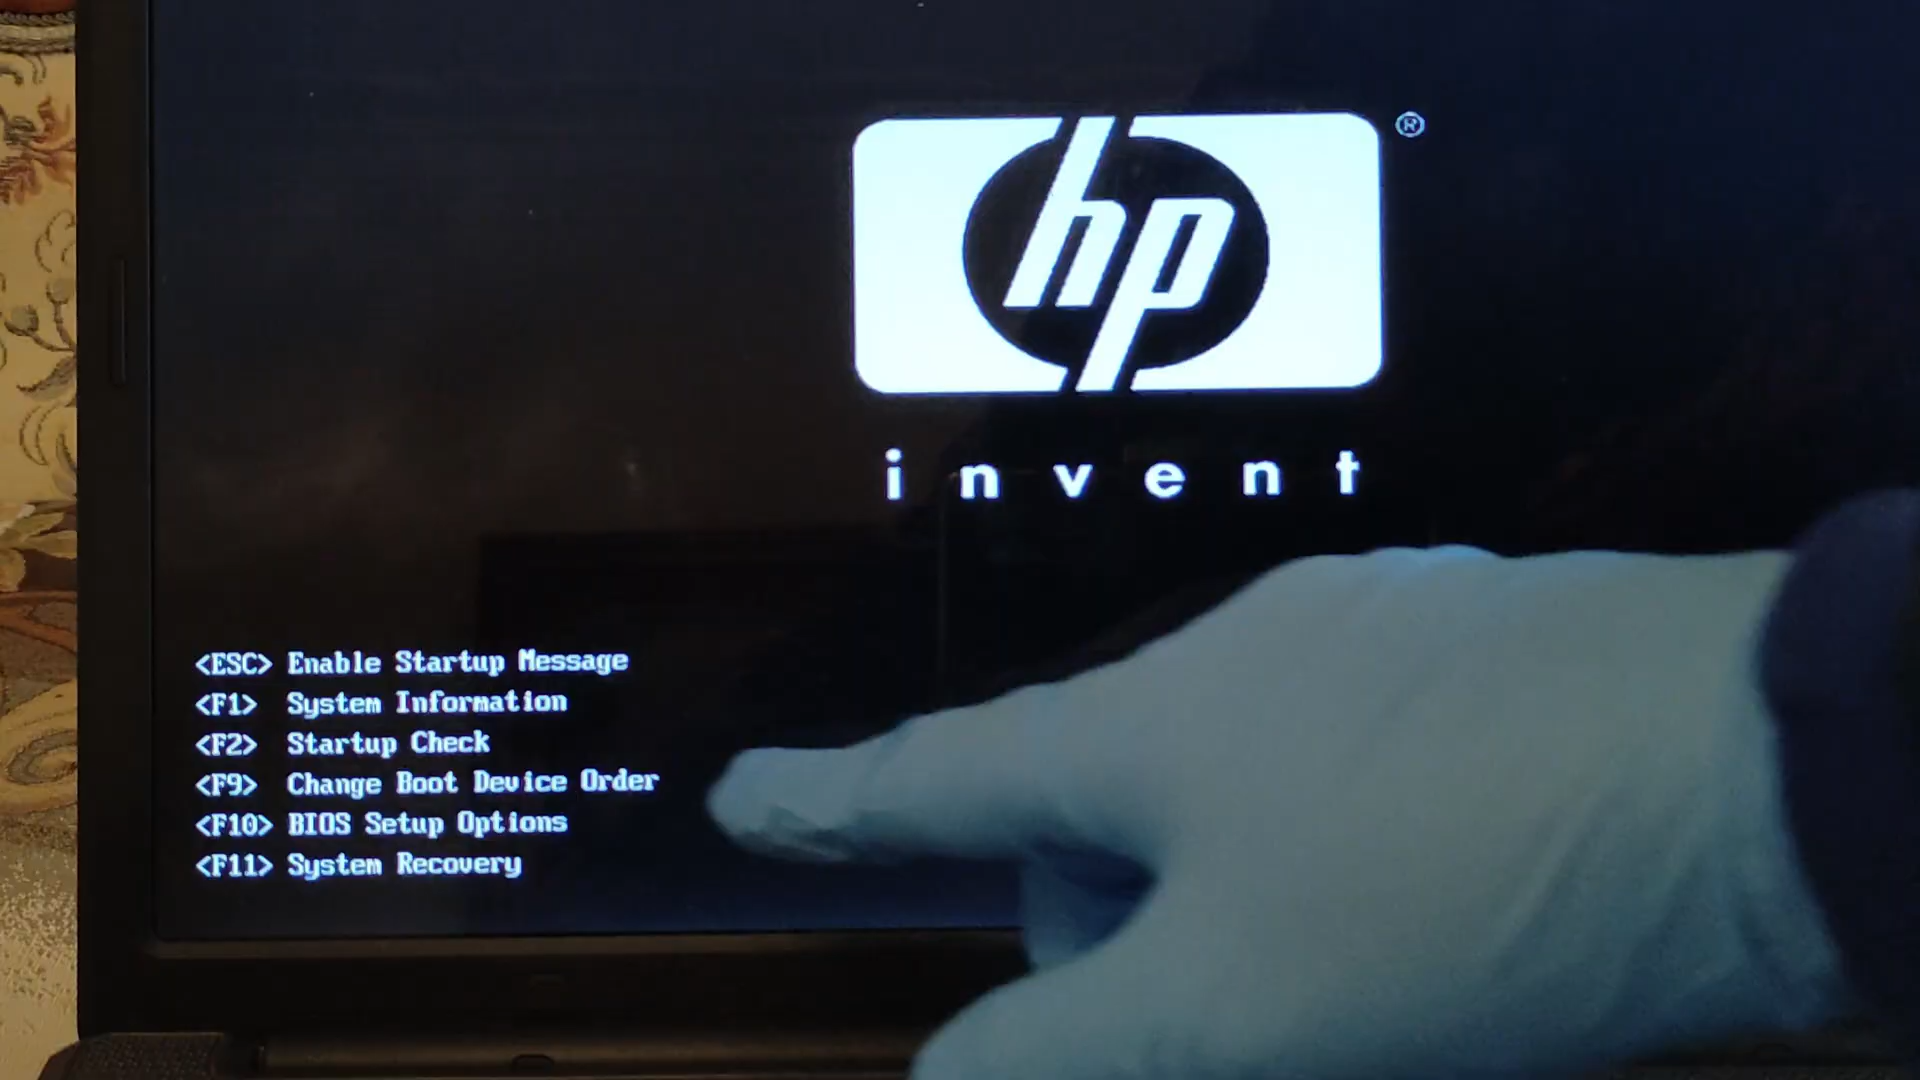 hp ®
invent
<ESC> Enable Startup Message
<F1> System Information
<F2> Startup Check
<F9> Change Boot Device Order
<F10> BIOS Setup Options
<F11> System Recovery